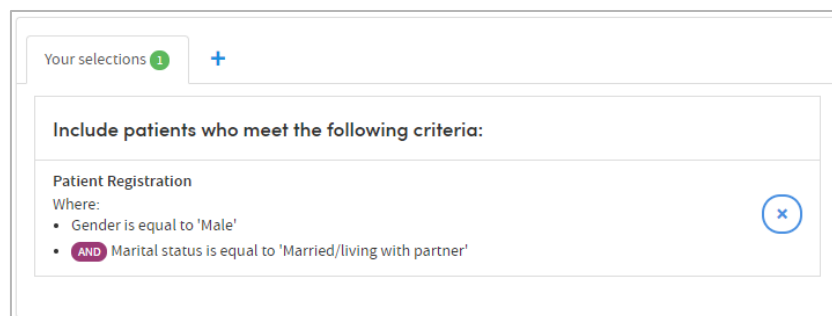 Your selections 1 +
Include patients who meet the following criteria:
Patient Registration
Where:
• Gender is equal to 'Male'
• AND Marital status is equal to 'Married/living with partner'